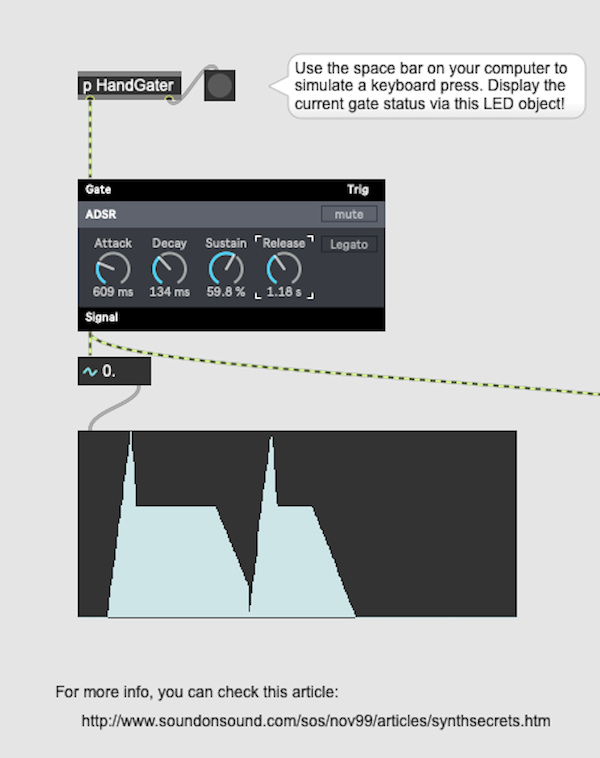 p HandGater
Use the space bar on your computer to
simulate a keyboard press. Display the
current gate status via this LED object!
Gate Trig
ADSR mute
Attack Decay Sustain Release Legato
609 ms 134 ms 59.8 % 1.18 s
Signal
0.
For more info, you can check this article:
http://www.soundonsound.com/sos/nov99/articles/synthsecrets.htm